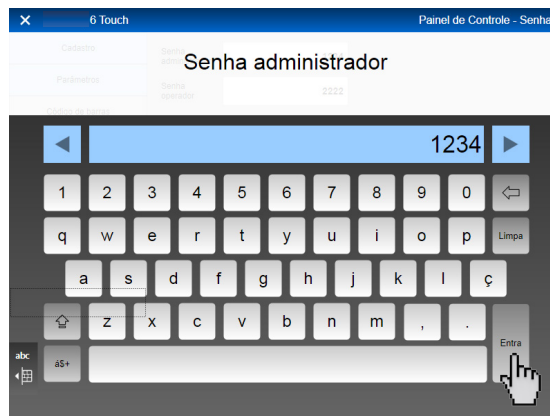 X 6 Touch Painel de Controle - Senha
Cadastro
Senha
Senha administrador
Parâmetros
Senha
operador 2222
Código de barras
1234
1 2 3 4 5 6 7 8 9 0
q w e r t y u i o p Limpa
a s d f g h j k l ç
z x c v b n m , .
Entra
abc
áS+